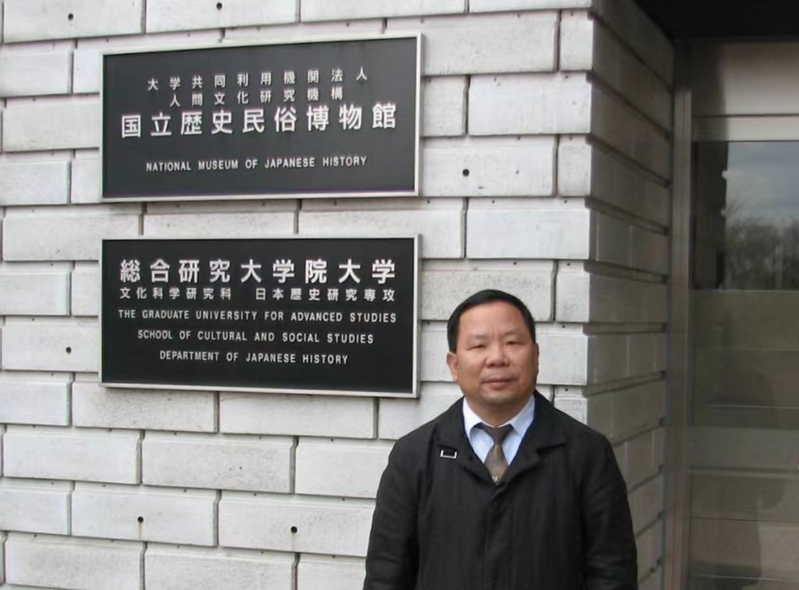 大学共同利用機関法人
人間文化研究機構
国立歴史民俗博物館
NATIONAL MUSEUM OF JAPANESE HISTORY
総合研究大学院大学
文化科学研究科 日本歴史研究専攻
THE GRADUATE UNIVERSITY FOR ADVANCED STUDIES
SCHOOL OF CULTURAL AND SOCIAL STUDIES
DEPARTMENT OF JAPANESE HISTORY